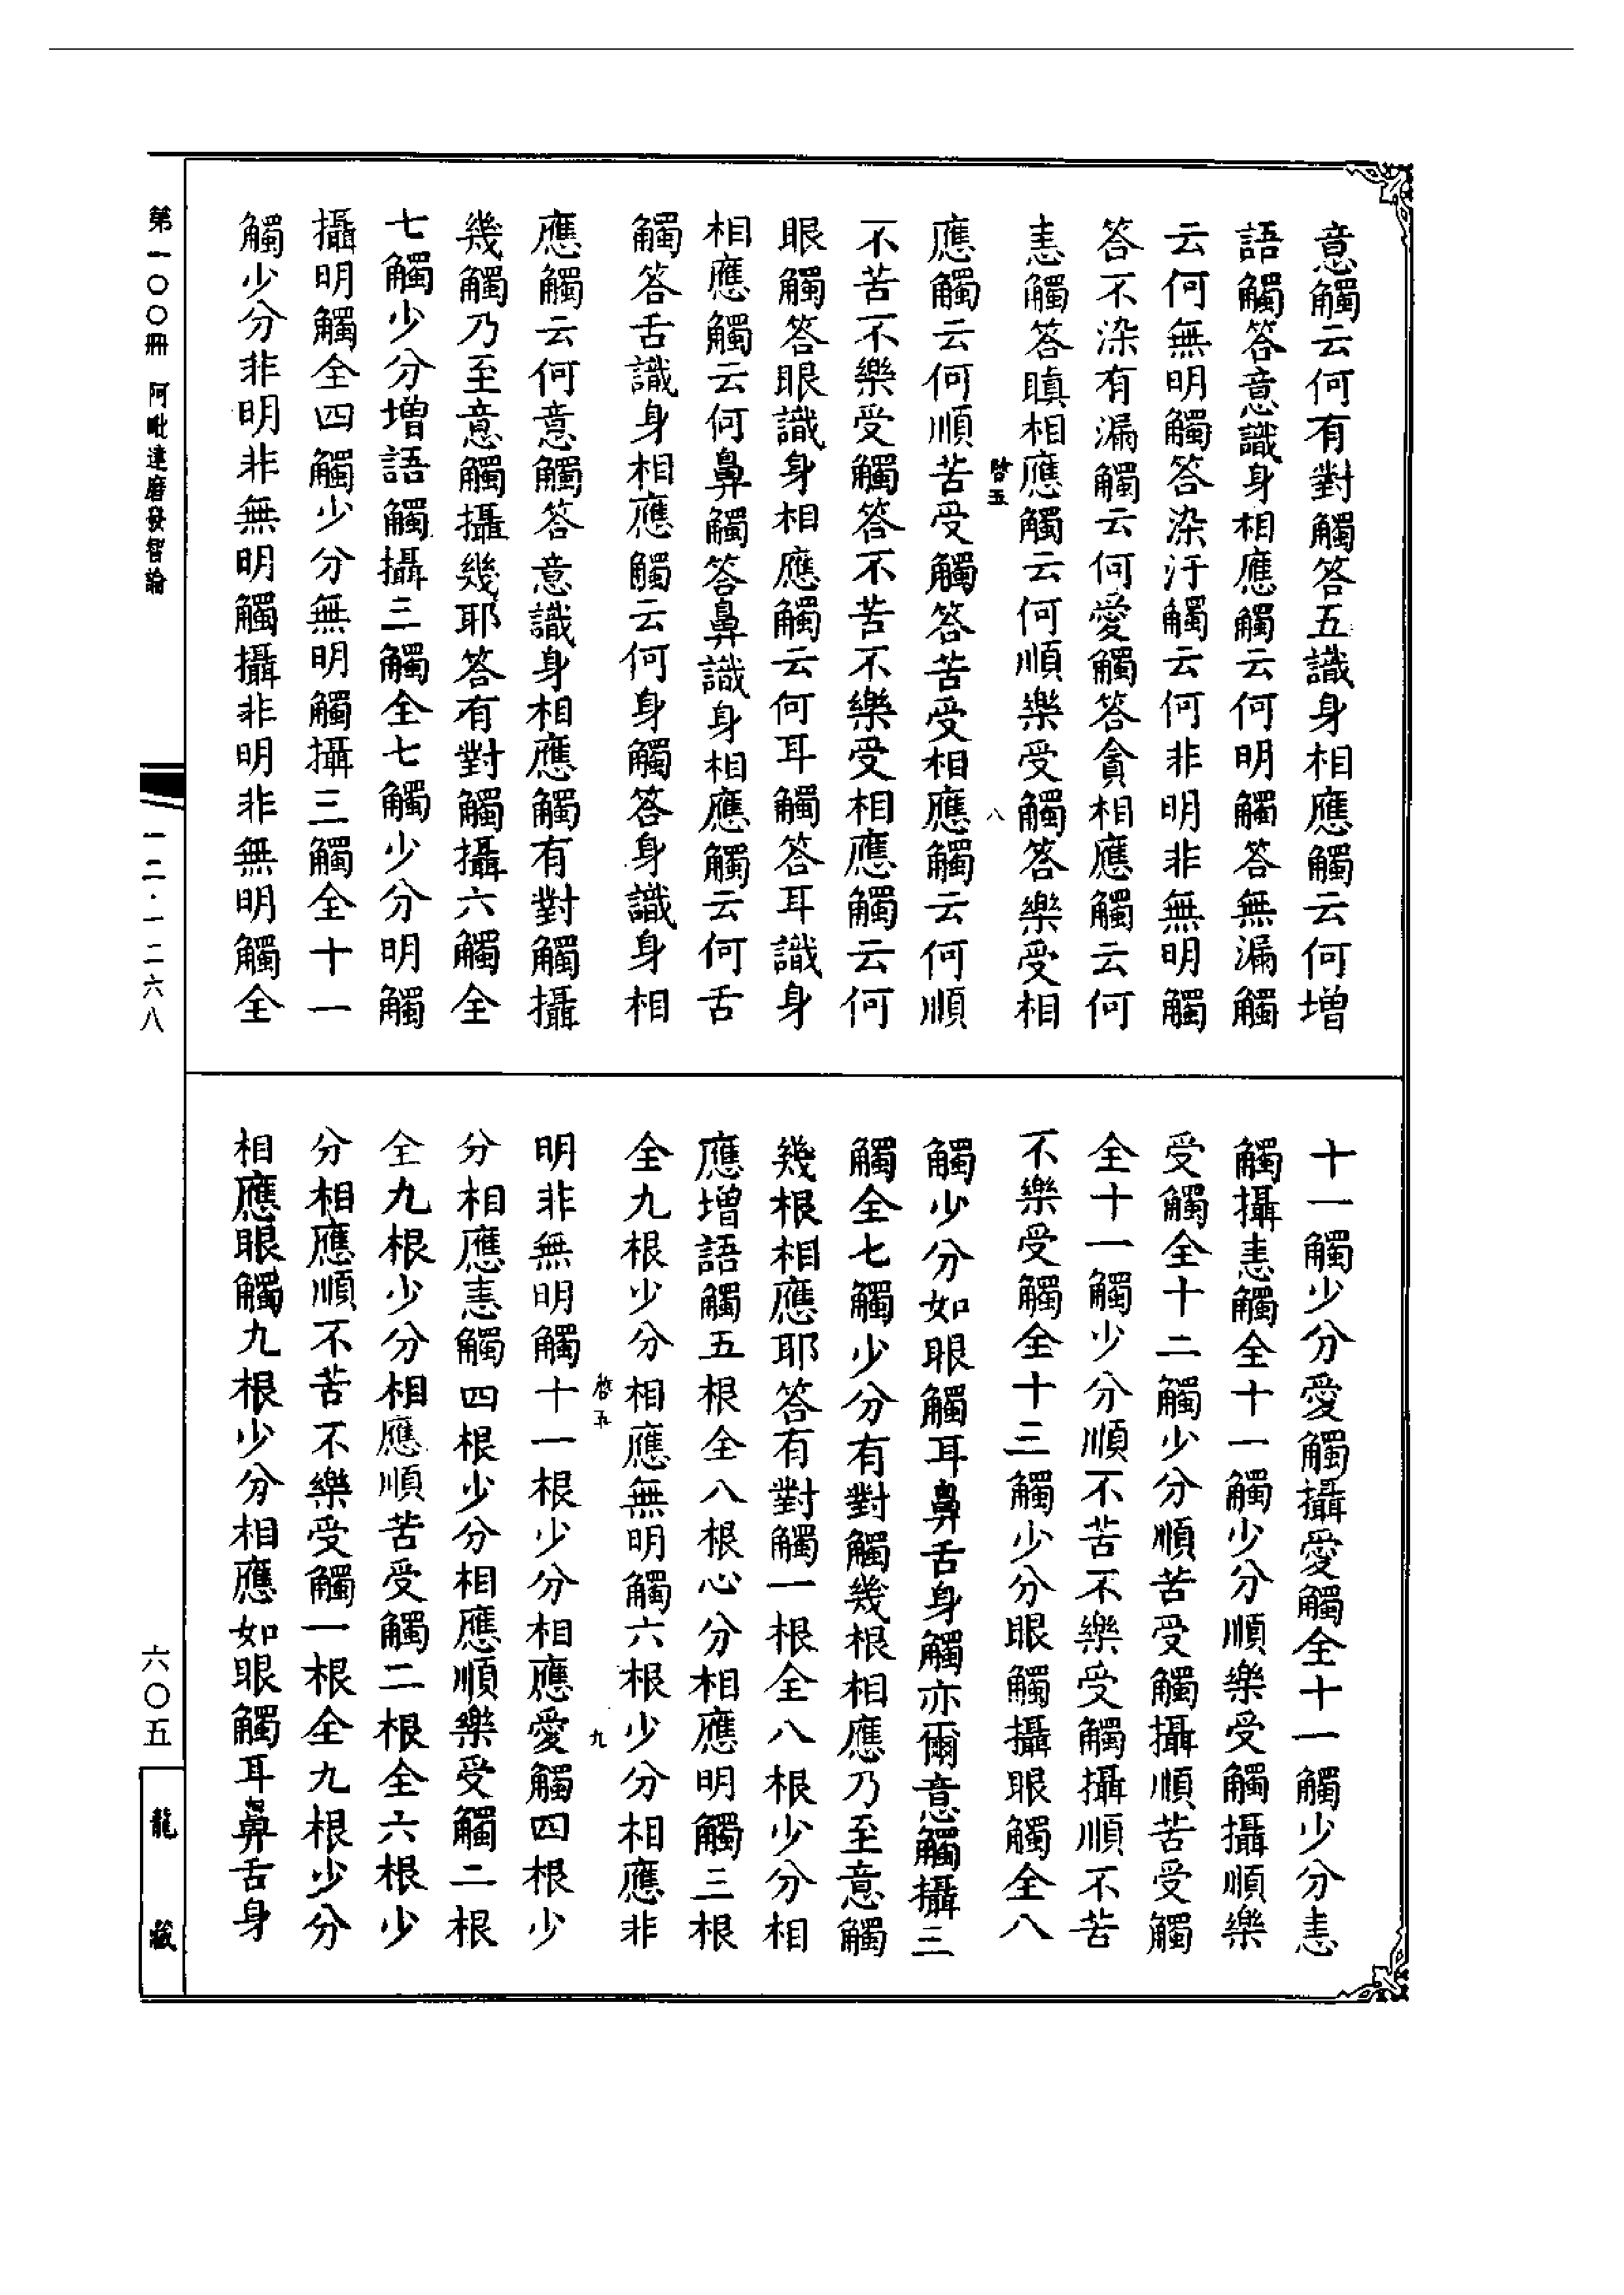 意觸云何有對觸答五識身相應觸云何增
語觸答意識身相應觸云何明觸答無漏觸
云何無明觸答染汙觸云何非明非無明觸
答不染有漏觸云何愛觸答貪相應觸云何
恚觸答瞋相應觸云何順樂受觸答樂受相
啓五 八
應觸云何順苦受觸答苦受相應觸云何順
不苦不樂受觸答不苦不樂受相應觸云何
眼觸答眼識身相應觸云何耳觸答耳識身
相應觸云何鼻觸答鼻識身相應觸云何舌
觸答舌識身相應觸云何身觸答身識身相
應觸云何意觸答意識身相應觸有對觸攝
幾觸乃至意觸攝幾耶答有對觸攝六觸全
七觸少分增語觸攝三觸全七觸少分明觸
攝明觸全四觸少分無明觸攝三觸全十一
觸少分非明非無明觸攝非明非無明觸全
十一觸少分愛觸攝愛觸全十一觸少分恚
觸攝恚觸全十一觸少分順樂受觸攝順樂
受觸全十二觸少分順苦受觸攝順苦受觸
全十一觸少分順不苦不樂受觸攝順不苦
不樂受觸全十三觸少分眼觸攝眼觸全八
觸少分如眼觸耳鼻舌身觸亦爾意觸攝三
觸全七觸少分有對觸幾根相應乃至意觸
幾根相應耶答有對觸一根全八根少分相
應增語觸五根全八根心分相應明觸三根
全九根少分相應無明觸六根少分相應非
啓五 九
明非無明觸十一根少分相應愛觸四根少
分相應恚觸四根少分相應順樂受觸二根
全九根少分相應順苦受觸二根全六根少
分相應順不苦不樂受觸一根全九根少分
相應眼觸九根少分相應如眼觸耳鼻舌身
第一〇〇冊 阿毗達磨發智論
一二·一二六八
六〇五
龍藏